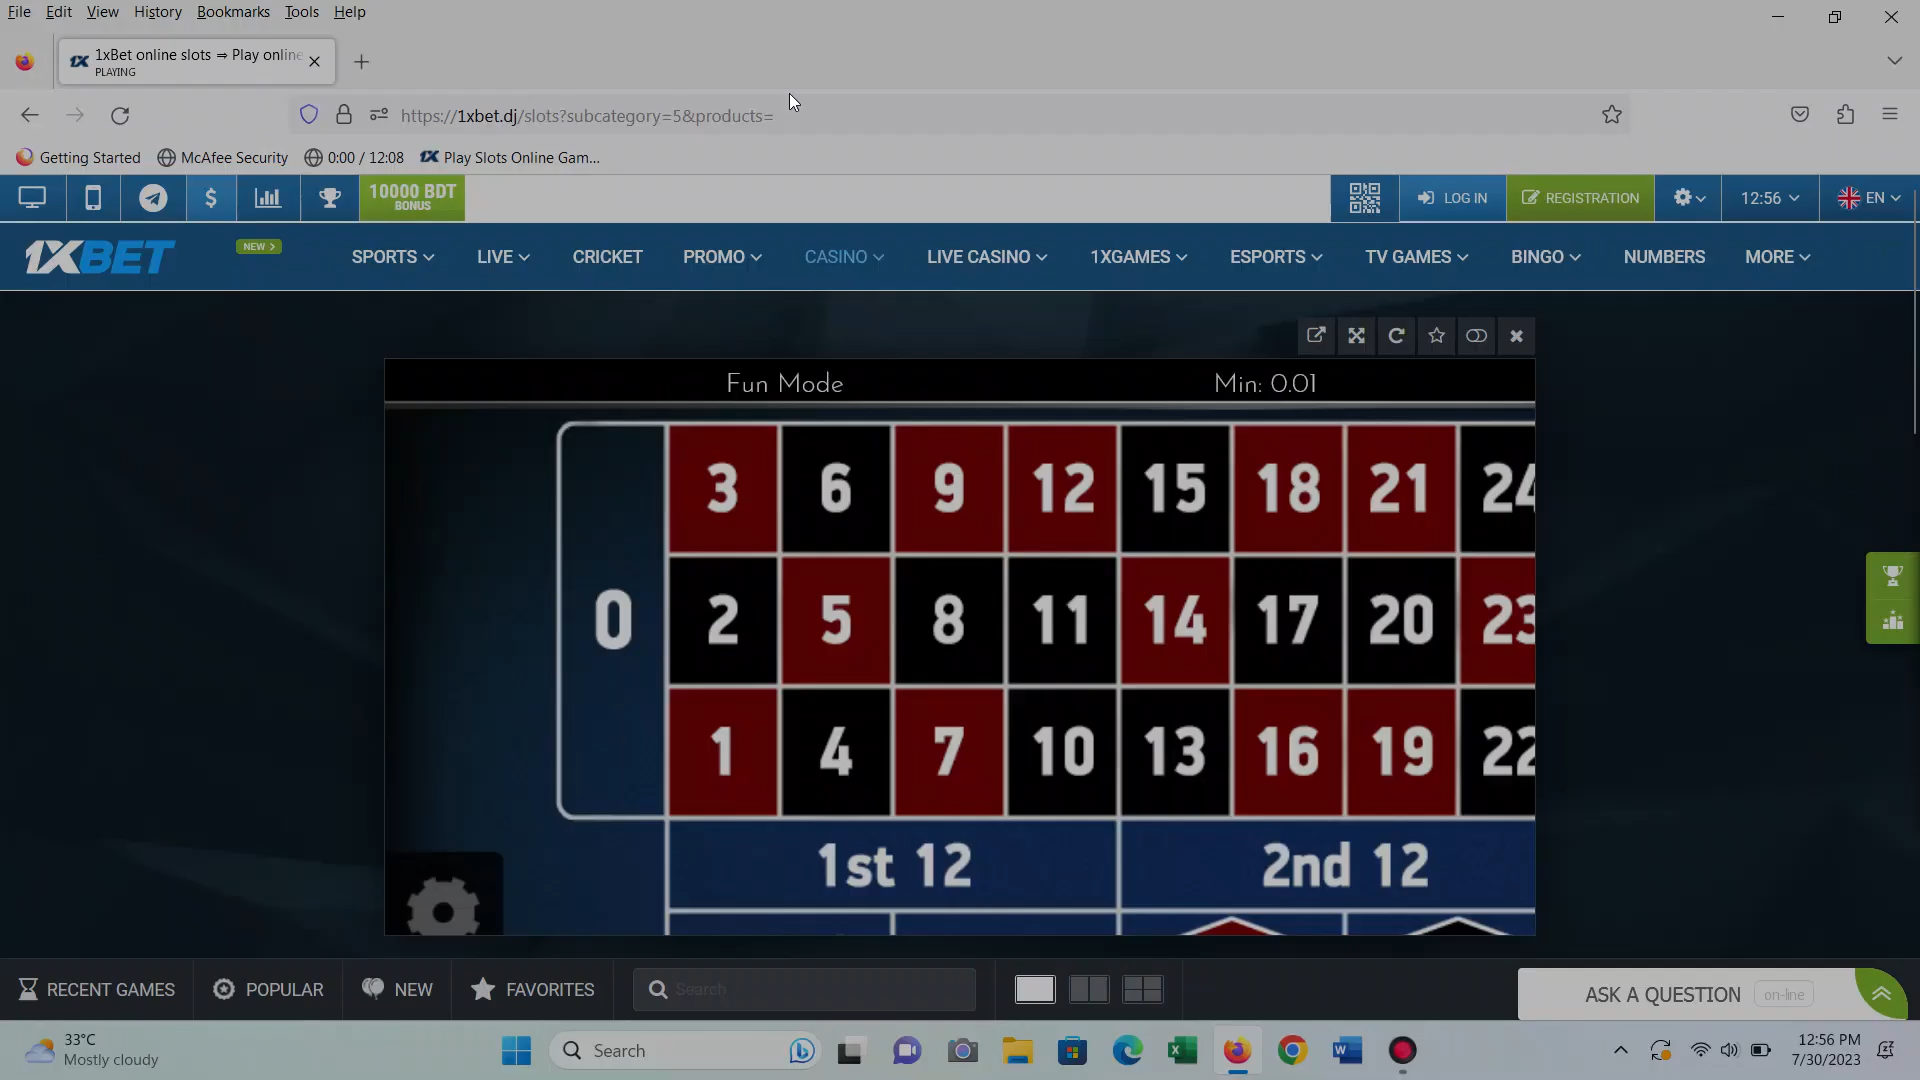 File Edit View History Bookmarks Tools Help
1xBet online slots ⇒ Play online
PLAYING
https://1xbet.dj/slots?subcategory=5&products=
Getting Started McAfee Security 0:00 / 12:08 1X Play Slots Online Gam...
10000 BDT
BONUS
LOG IN REGISTRATION 12:56 EN
1XBET NEW > SPORTS LIVE CRICKET PROMO CASINO LIVE CASINO 1XGAMES ESPORTS TV GAMES BINGO NUMBERS MORE
Fun Mode Min: 0.01
3 6 9 12 15 18 21 24
0 2 5 8 11 14 17 20 23
1 4 7 10 13 16 19 22
1st 12 2nd 12
RECENT GAMES POPULAR NEW FAVORITES Search
ASK A QUESTION on-line
33°C
Mostly cloudy
Search
12:56 PM
7/30/2023